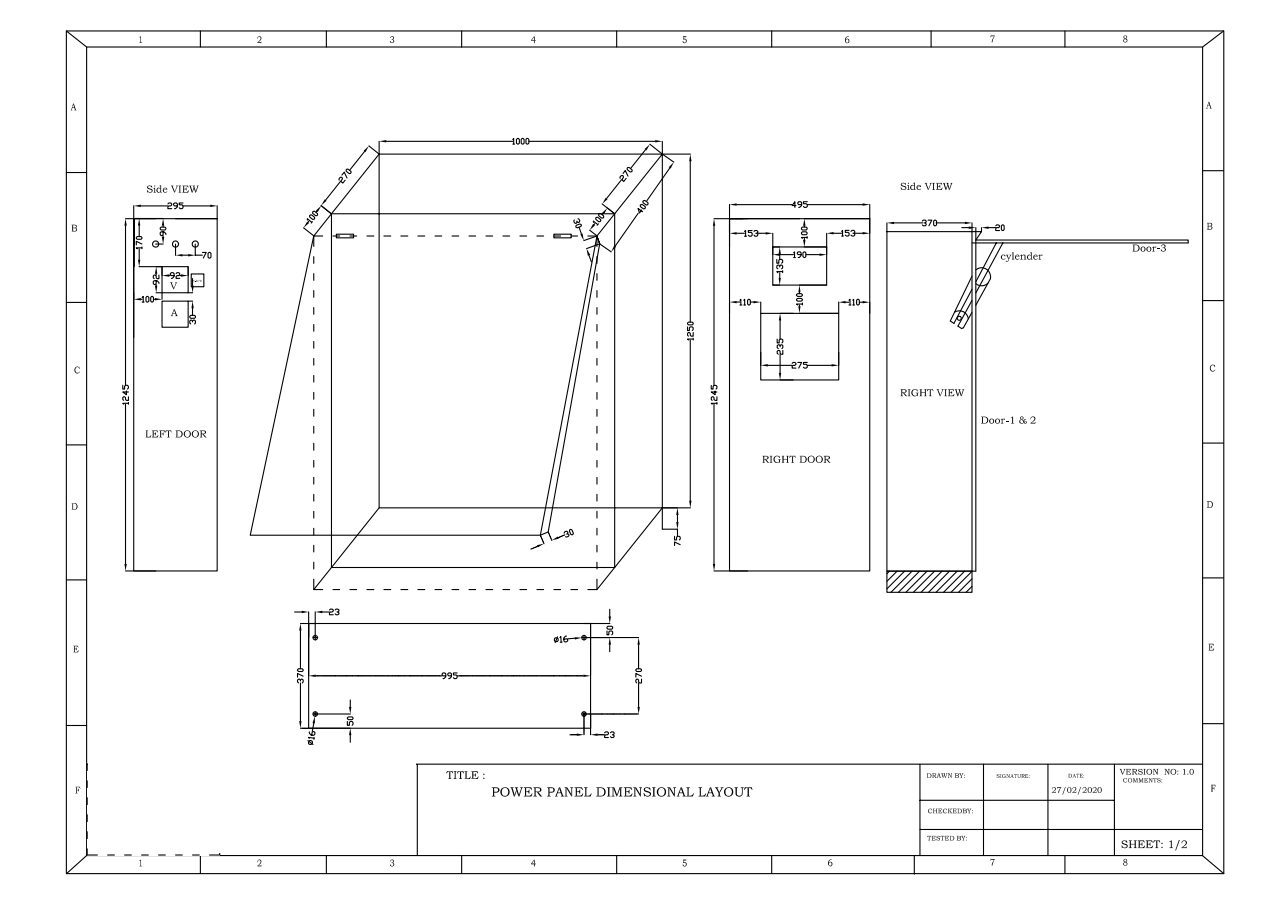 1 2 3 4 5 6 7 8
A
A
1000
270
270
100
100
400
30
Side VIEW
Side VIEW
295
495
370
20
B
B
170
90
70
153
100
153
190
135
Door-3
cylender
92
92
V
1
100
A
30
110
100
110
1250
235
275
C
C
1245
1245
RIGHT VIEW
Door-1 & 2
LEFT DOOR
RIGHT DOOR
D
D
30
75
23
50
ø16
E
E
370
995
270
50
ø16
23
TITLE :
POWER PANEL DIMENSIONAL LAYOUT
DRAWN BY:
SIGNATURE:
DATE:
27/02/2020
VERSION NO: 1.0
COMMENTS:
CHECKEDBY:
TESTED BY:
SHEET: 1/2
F
F
1 2 3 4 5 6 7 8